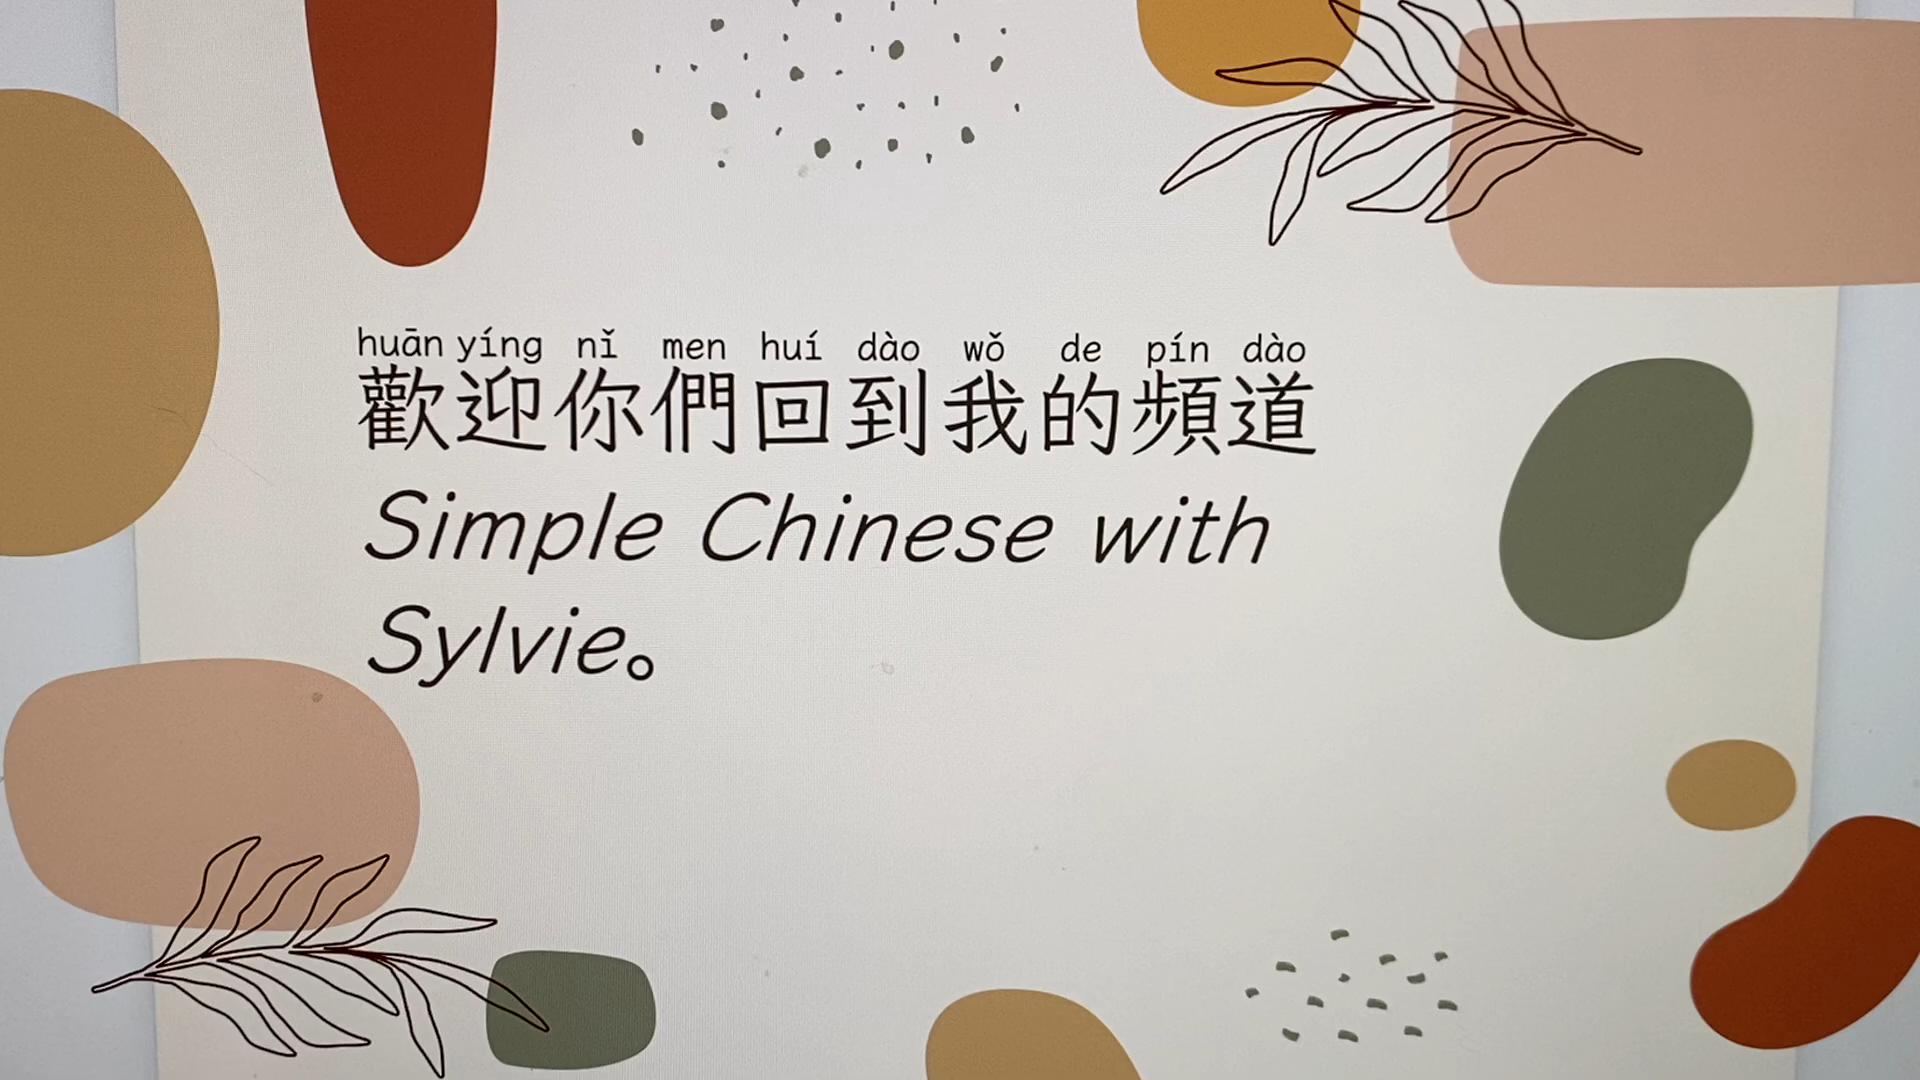 huān yíng nǐ men huí dào wǒ de pín dào
歡迎你們回到我的頻道
Simple Chinese with
Sylvie。